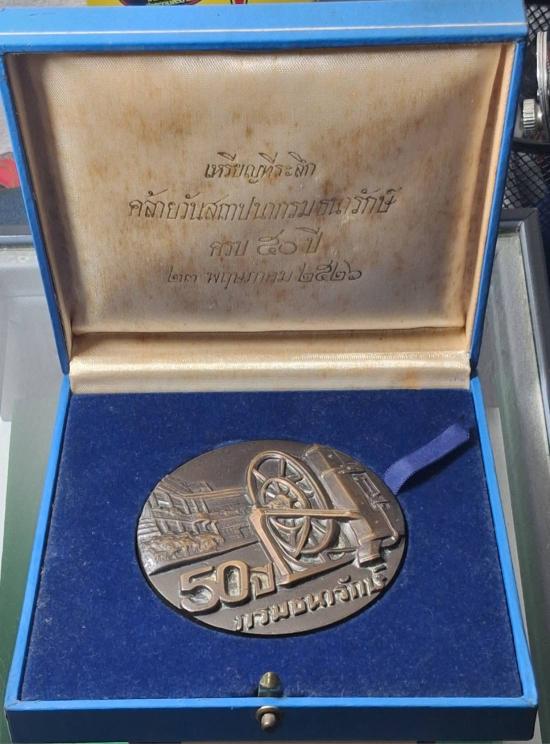 เหรียญที่ระลึก
คล้ายวันสถาปนากรมธนารักษ์
ครบ ๕๐ ปี
๒๓ พฤษภาคม ๒๕๒๖
50 ปี
กรมธนารักษ์